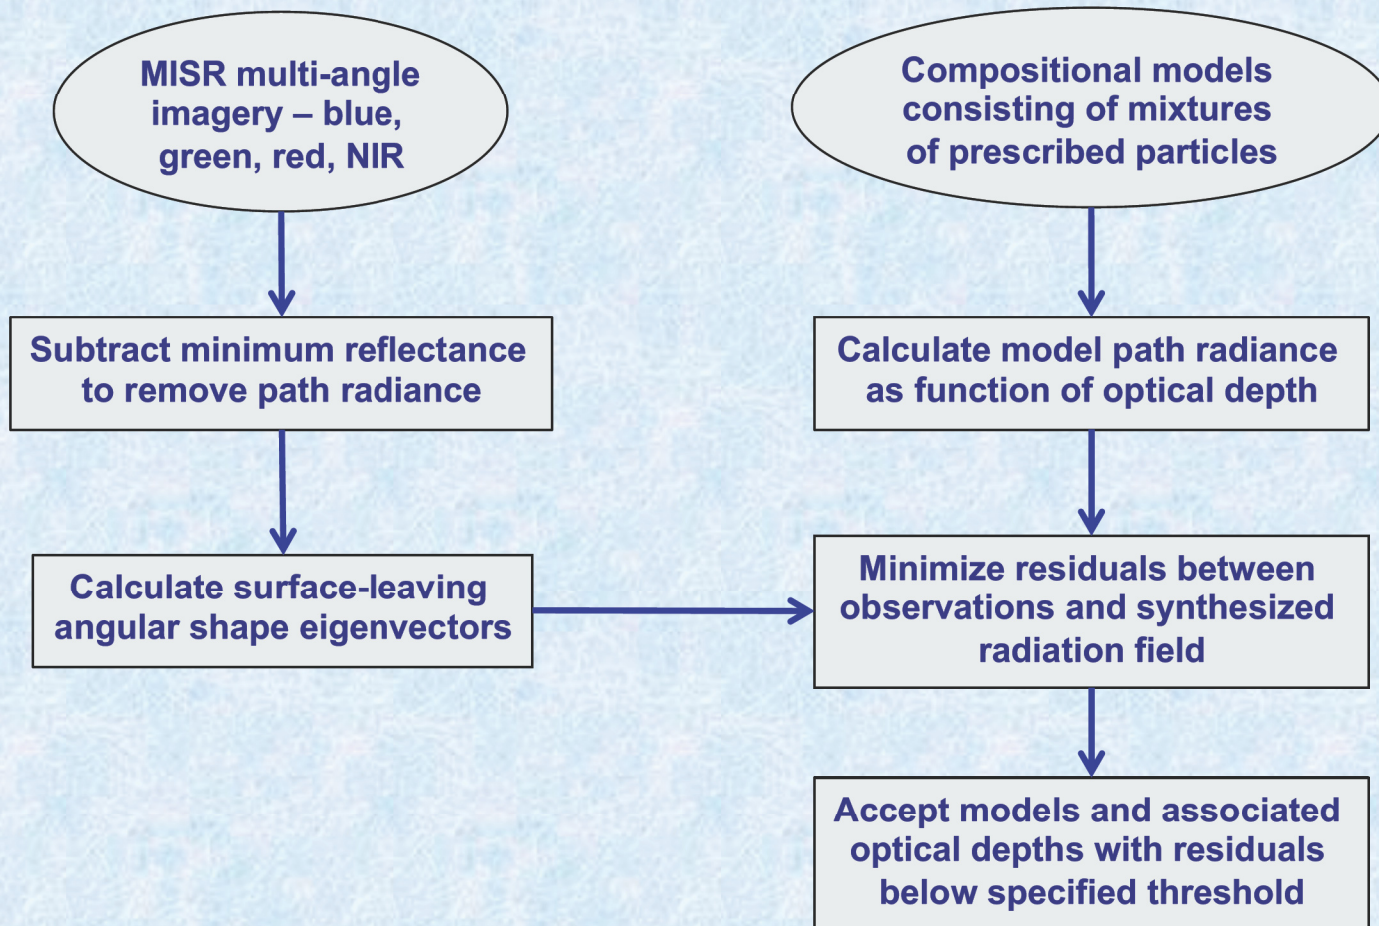 MISR multi-angle
imagery – blue,
green, red, NIR
Subtract minimum reflectance
to remove path radiance
Calculate surface-leaving
angular shape eigenvectors
Compositional models
consisting of mixtures
of prescribed particles
Calculate model path radiance
as function of optical depth
Minimize residuals between
observations and synthesized
radiation field
Accept models and associated
optical depths with residuals
below specified threshold